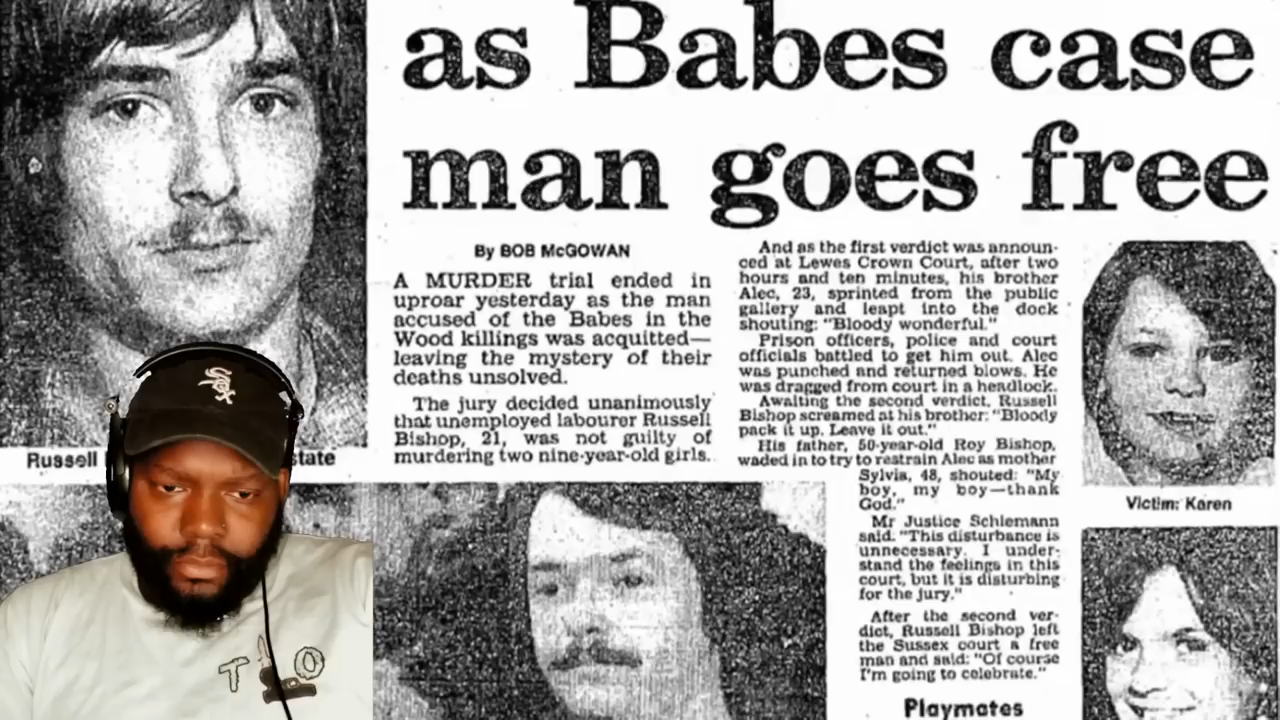 as Babes case
man goes free
By BOB McGOWAN
A MURDER trial ended in
uproar yesterday as the man
accused of the Babes in the
Wood killings was acquitted—
leaving the mystery of their
deaths unsolved.
The jury decided unanimously
that unemployed labourer Russell
Bishop, 21, was not guilty of
murdering two nine-year-old girls.
And as the first verdict was announ-
ced at Lewes Crown Court, after two
hours and ten minutes, his brother
Alec, 23, sprinted from the public
gallery and leapt into the dock
shouting: "Bloody wonderful."
Prison officers, police and court
officials battled to get him out. Alec
was punched and returned blows. He
was dragged from court in a headlock.
Awaiting the second verdict, Russell
Bishop screamed at his brother: "Bloody
pack it up. Leave it out."
His father, 50-year-old Roy Bishop,
waded in to try to restrain Alec as mother
Sylvia, 48, shouted: "My
boy, my boy—thank
God."
Mr Justice Schiemann
said: "This disturbance is
unnecessary. I under-
stand the feelings in this
court, but it is disturbing
for the jury."
After the second ver-
dict, Russell Bishop left
the Sussex court a free
man and said: "Of course
I'm going to celebrate."
Playmates
Victim: Karen
Russell
state
Sox
T O